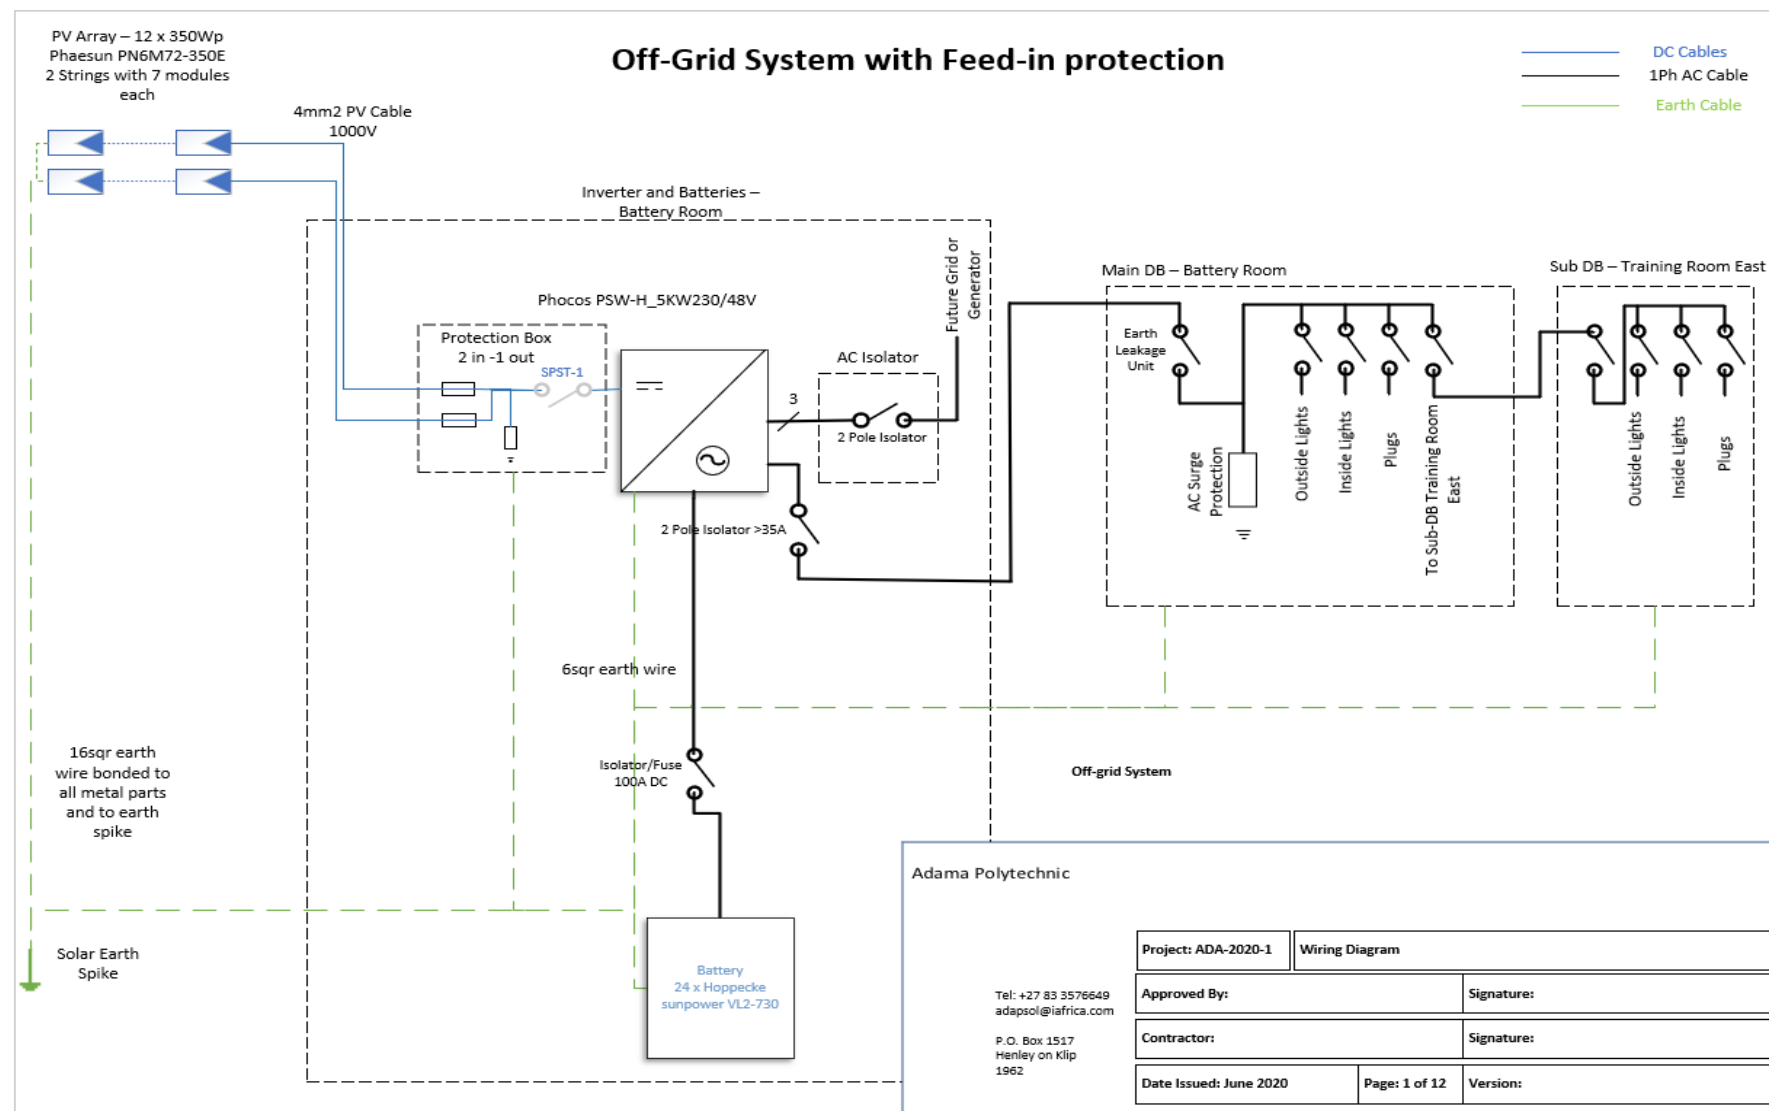 Off-Grid System with Feed-in protection
PV Array – 12 x 350Wp
Phaesun PN6M72-350E
2 Strings with 7 modules
each
4mm2 PV Cable
1000V
DC Cables
1Ph AC Cable
Earth Cable
Inverter and Batteries –
Battery Room
Phocos PSW-H_5KW230/48V
Protection Box
2 in -1 out
SPST-1
3
AC Isolator
2 Pole Isolator
Future Grid or
Generator
2 Pole Isolator >35A
Main DB – Battery Room
Earth
Leakage
Unit
AC Surge
Protection
Outside Lights
Inside Lights
Plugs
To Sub-DB Training Room
East
Sub DB – Training Room East
Outside Lights
Inside Lights
Plugs
6sqr earth wire
Isolator/Fuse
100A DC
16sqr earth
wire bonded to
all metal parts
and to earth
spike
Solar Earth
Spike
Battery
24 x Hoppecke
sunpower VL2-730
Off-grid System
Adama Polytechnic
Tel: +27 83 3576649
adapsol@iafrica.com
P.O. Box 1517
Henley on Klip
1962
Project: ADA-2020-1
Wiring Diagram
Approved By:
Signature:
Contractor:
Signature:
Date Issued: June 2020
Page: 1 of 12
Version: